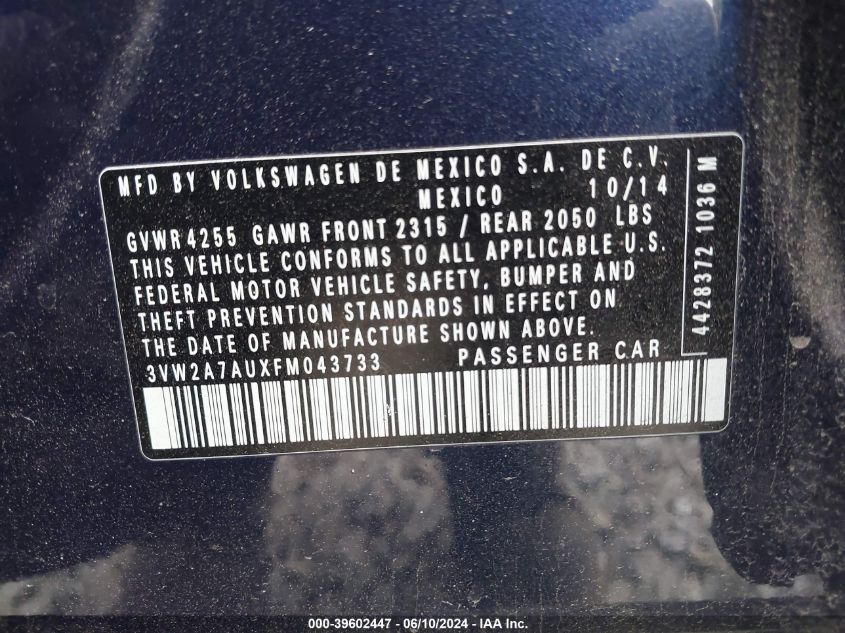 MFD BY VOLKSWAGEN DE MEXICO S.A. DE C.V.
MEXICO 10/14
GVWR 4255 GAWR FRONT 2315 / REAR 2050 LBS
THIS VEHICLE CONFORMS TO ALL APPLICABLE U.S.
FEDERAL MOTOR VEHICLE SAFETY, BUMPER AND
THEFT PREVENTION STANDARDS IN EFFECT ON
THE DATE OF MANUFACTURE SHOWN ABOVE.
3VW2A7AUXFM043733 PASSENGER CAR
4428372 1036 M
000-39602447 - 06/10/2024 - IAA Inc.